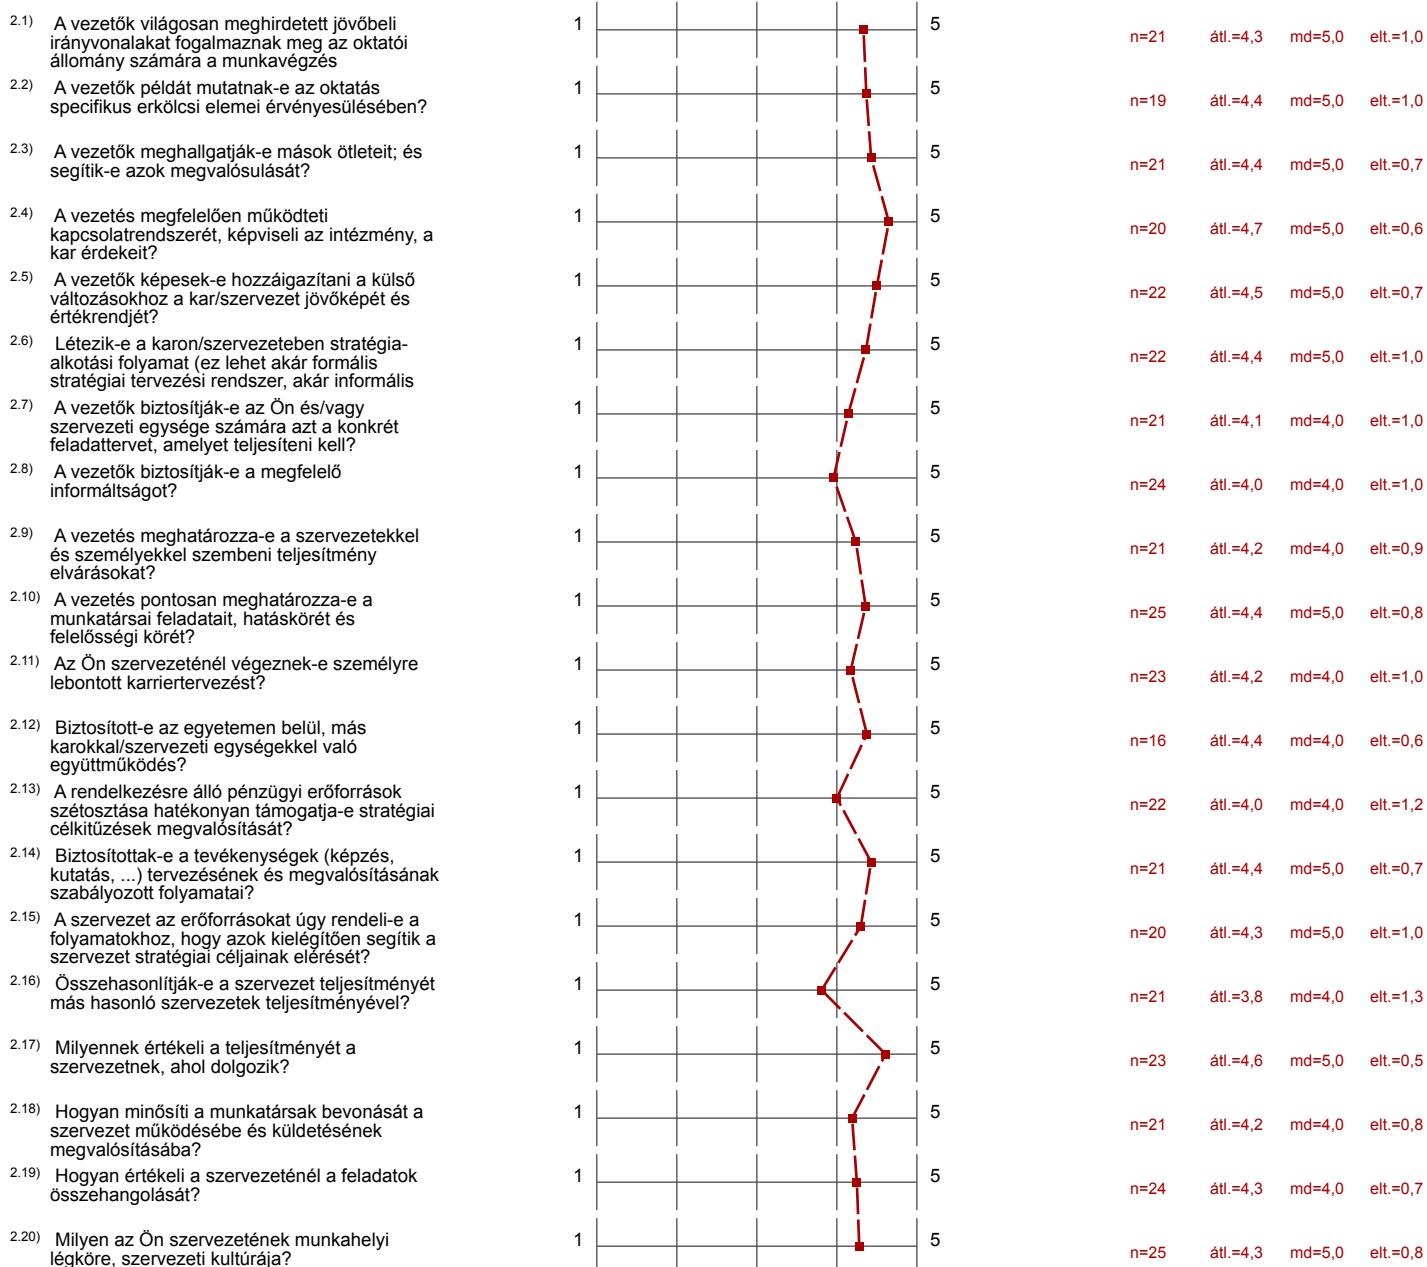 2.1) A vezetők világosan meghirdetett jövőbeli
irányvonalakat fogalmaznak meg az oktatói
állomány számára a munkavégzés
1 5
n=21 átl.=4,3 md=5,0 elt.=1,0
2.2) A vezetők példát mutatnak-e az oktatás
specifikus erkölcsi elemei érvényesülésében?
1 5
n=19 átl.=4,4 md=5,0 elt.=1,0
2.3) A vezetők meghallgatják-e mások ötleteit; és
segítik-e azok megvalósulását?
1 5
n=21 átl.=4,4 md=5,0 elt.=0,7
2.4) A vezetés megfelelően működteti
kapcsolatrendszerét, képviseli az intézmény, a
kar érdekeit?
1 5
n=20 átl.=4,7 md=5,0 elt.=0,6
2.5) A vezetők képesek-e hozzáigazítani a külső
változásokhoz a kar/szervezet jövőképét és
értékrendjét?
1 5
n=22 átl.=4,5 md=5,0 elt.=0,7
2.6) Létezik-e a karon/szervezeteben stratégia-
alkotási folyamat (ez lehet akár formális
stratégiai tervezési rendszer, akár informális
1 5
n=22 átl.=4,4 md=5,0 elt.=1,0
2.7) A vezetők biztosítják-e az Ön és/vagy
szervezeti egysége számára azt a konkrét
feladattervet, amelyet teljesíteni kell?
1 5
n=21 átl.=4,1 md=4,0 elt.=1,0
2.8) A vezetők biztosítják-e a megfelelő
informáltságot?
1 5
n=24 átl.=4,0 md=4,0 elt.=1,0
2.9) A vezetés meghatározza-e a szervezetekkel
és személyekkel szembeni teljesítmény
elvárásokat?
1 5
n=21 átl.=4,2 md=4,0 elt.=0,9
2.10) A vezetés pontosan meghatározza-e a
munkatársai feladatait, hatáskörét és
felelősségi körét?
1 5
n=25 átl.=4,4 md=5,0 elt.=0,8
2.11) Az Ön szervezeténél végeznek-e személyre
lebontott karriertervezést?
1 5
n=23 átl.=4,2 md=4,0 elt.=1,0
2.12) Biztosított-e az egyetemen belül, más
karokkal/szervezeti egységekkel való
együttműködés?
1 5
n=16 átl.=4,4 md=4,0 elt.=0,6
2.13) A rendelkezésre álló pénzügyi erőforrások
szétosztása hatékonyan támogatja-e stratégiai
célkitűzések megvalósítását?
1 5
n=22 átl.=4,0 md=4,0 elt.=1,2
2.14) Biztosítottak-e a tevékenységek (képzés,
kutatás, ...) tervezésének és megvalósításának
szabályozott folyamatai?
1 5
n=21 átl.=4,4 md=5,0 elt.=0,7
2.15) A szervezet az erőforrásokat úgy rendeli-e a
folyamatokhoz, hogy azok kielégítően segítik a
szervezet stratégiai céljainak elérését?
1 5
n=20 átl.=4,3 md=5,0 elt.=1,0
2.16) Összehasonlítják-e a szervezet teljesítményét
más hasonló szervezetek teljesítményével?
1 5
n=21 átl.=3,8 md=4,0 elt.=1,3
2.17) Milyennek értékeli a teljesítményét a
szervezetnek, ahol dolgozik?
1 5
n=23 átl.=4,6 md=5,0 elt.=0,5
2.18) Hogyan minősíti a munkatársak bevonását a
szervezet működésébe és küldetésének
megvalósításába?
1 5
n=21 átl.=4,2 md=4,0 elt.=0,8
2.19) Hogyan értékeli a szervezeténél a feladatok
összehangolását?
1 5
n=24 átl.=4,3 md=4,0 elt.=0,7
2.20) Milyen az Ön szervezetének munkahelyi
légköre, szervezeti kultúrája?
1 5
n=25 átl.=4,3 md=5,0 elt.=0,8